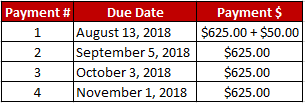 Payment # Due Date Payment $
1 August 13, 2018 $625.00 + $50.00
2 September 5, 2018 $625.00
3 October 3, 2018 $625.00
4 November 1, 2018 $625.00